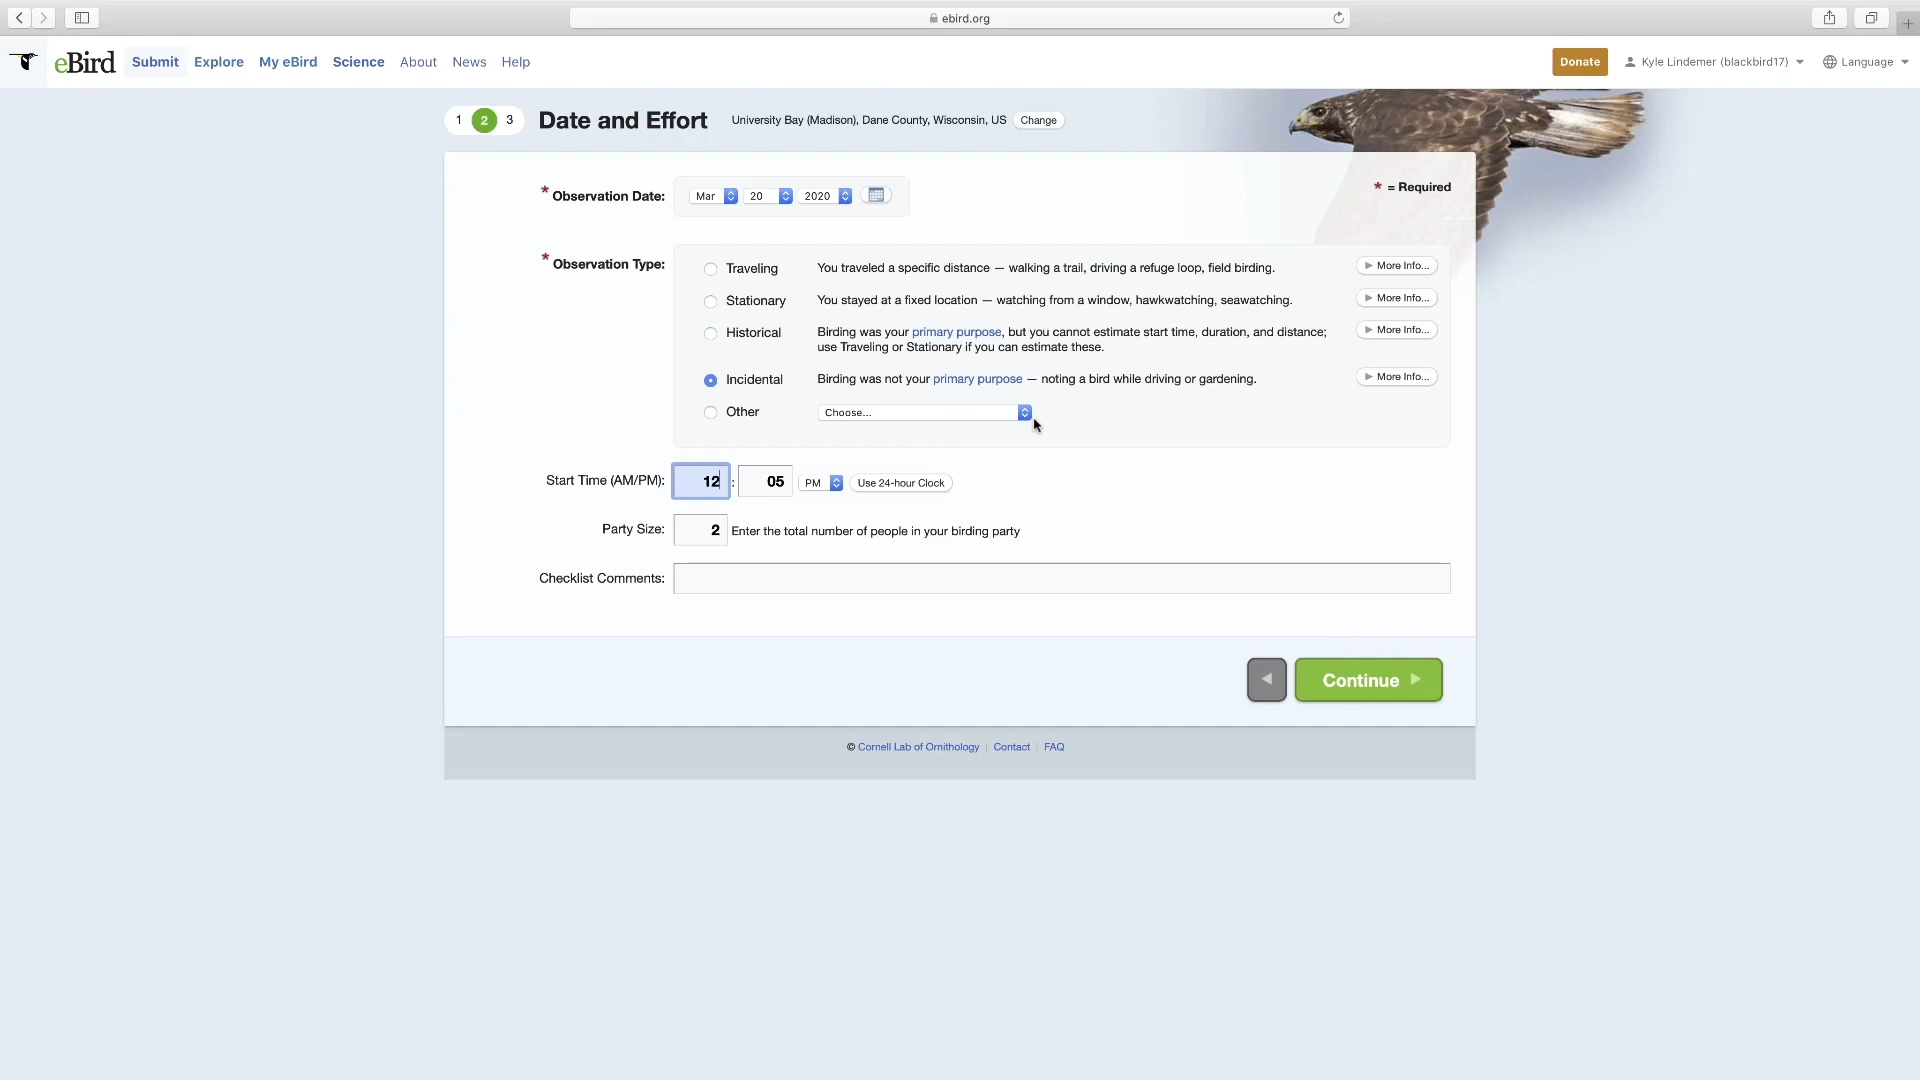 ebird.org
eBird Submit Explore My eBird Science About News Help Donate Kyle Lindemer (blackbird17) Language
1 2 3 Date and Effort University Bay (Madison), Dane County, Wisconsin, US Change
* = Required
* Observation Date: Mar 20 2020
* Observation Type:
Traveling You traveled a specific distance — walking a trail, driving a refuge loop, field birding. More Info...
Stationary You stayed at a fixed location — watching from a window, hawkwatching, seawatching. More Info...
Historical Birding was your primary purpose, but you cannot estimate start time, duration, and distance; More Info...
use Traveling or Stationary if you can estimate these.
Incidental Birding was not your primary purpose — noting a bird while driving or gardening. More Info...
Other Choose...
Start Time (AM/PM): 12 : 05 PM Use 24-hour Clock
Party Size: 2 Enter the total number of people in your birding party
Checklist Comments:
Continue
© Cornell Lab of Ornithology | Contact | FAQ